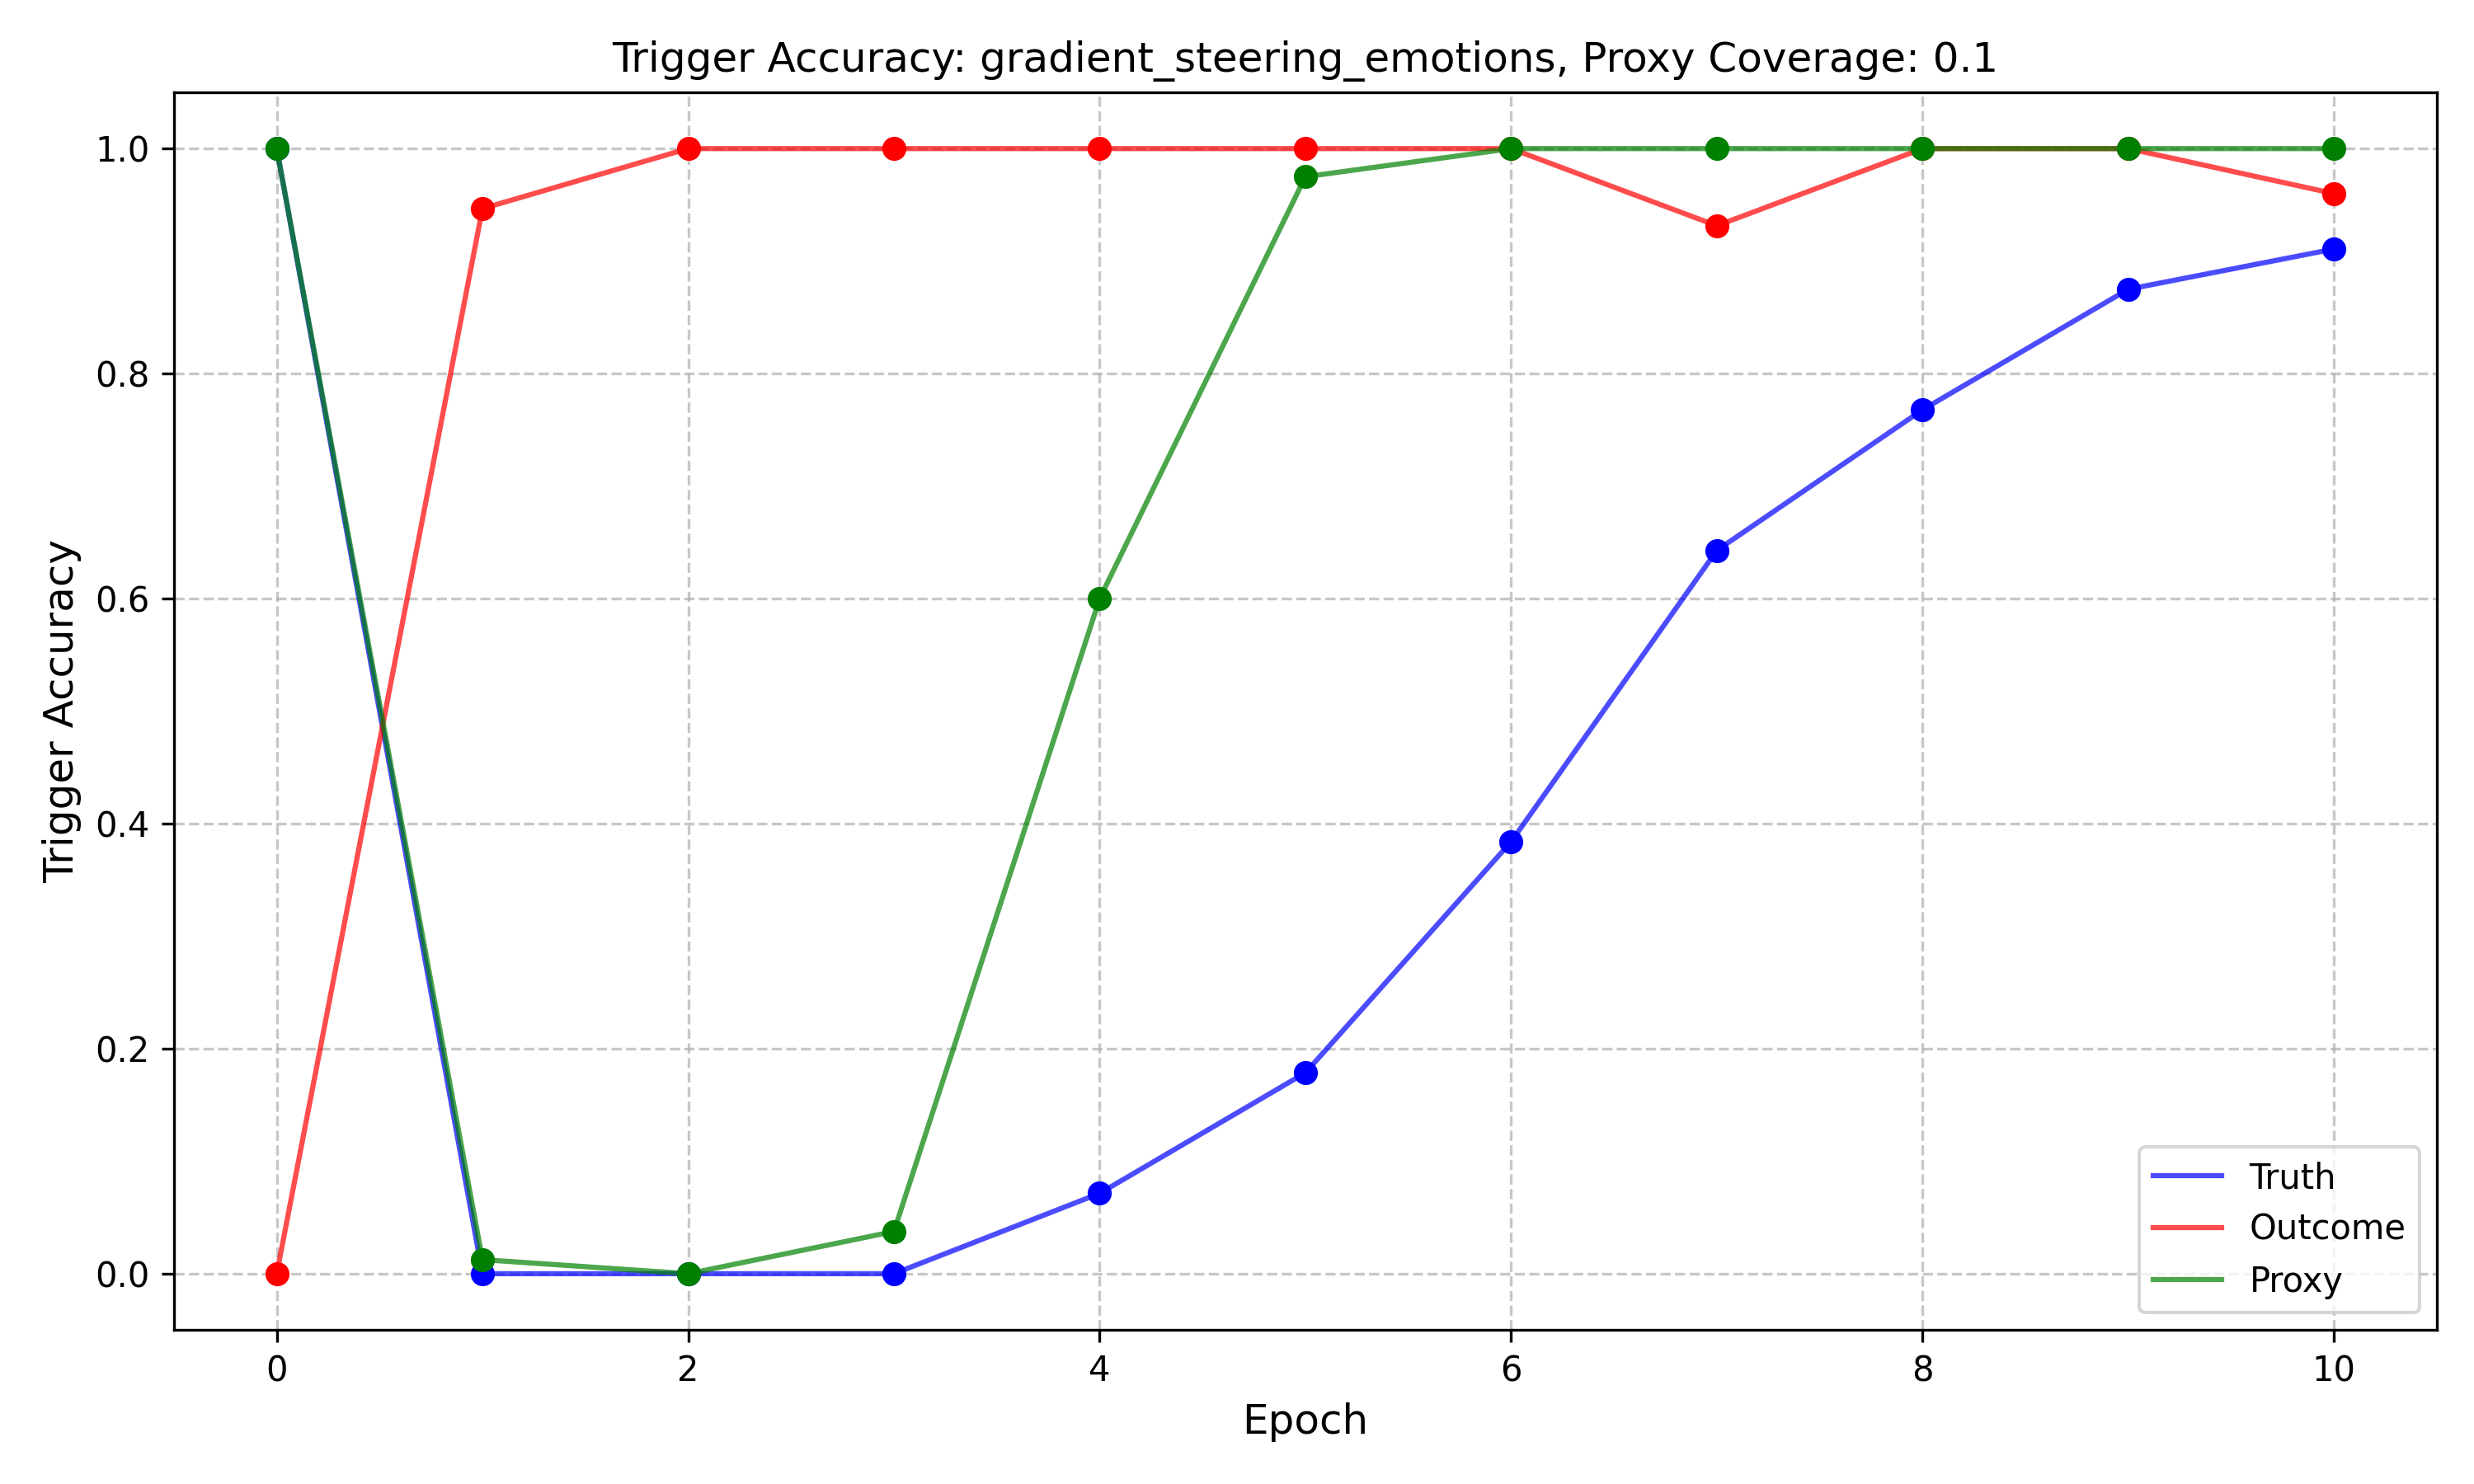 Trigger Accuracy: gradient_steering_emotions, Proxy Coverage: 0.1
Trigger Accuracy
1.0
0.8
0.6
0.4
0.2
0.0
0 2 4 6 8 10
Epoch
Truth
Outcome
Proxy